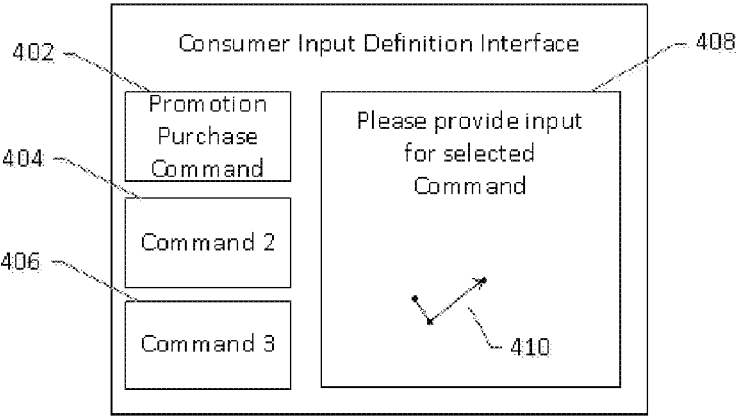 Consumer Input Definition Interface
402
408
Promotion
Purchase
Command
Please provide input
for selected
Command
404
Command 2
406
Command 3
410